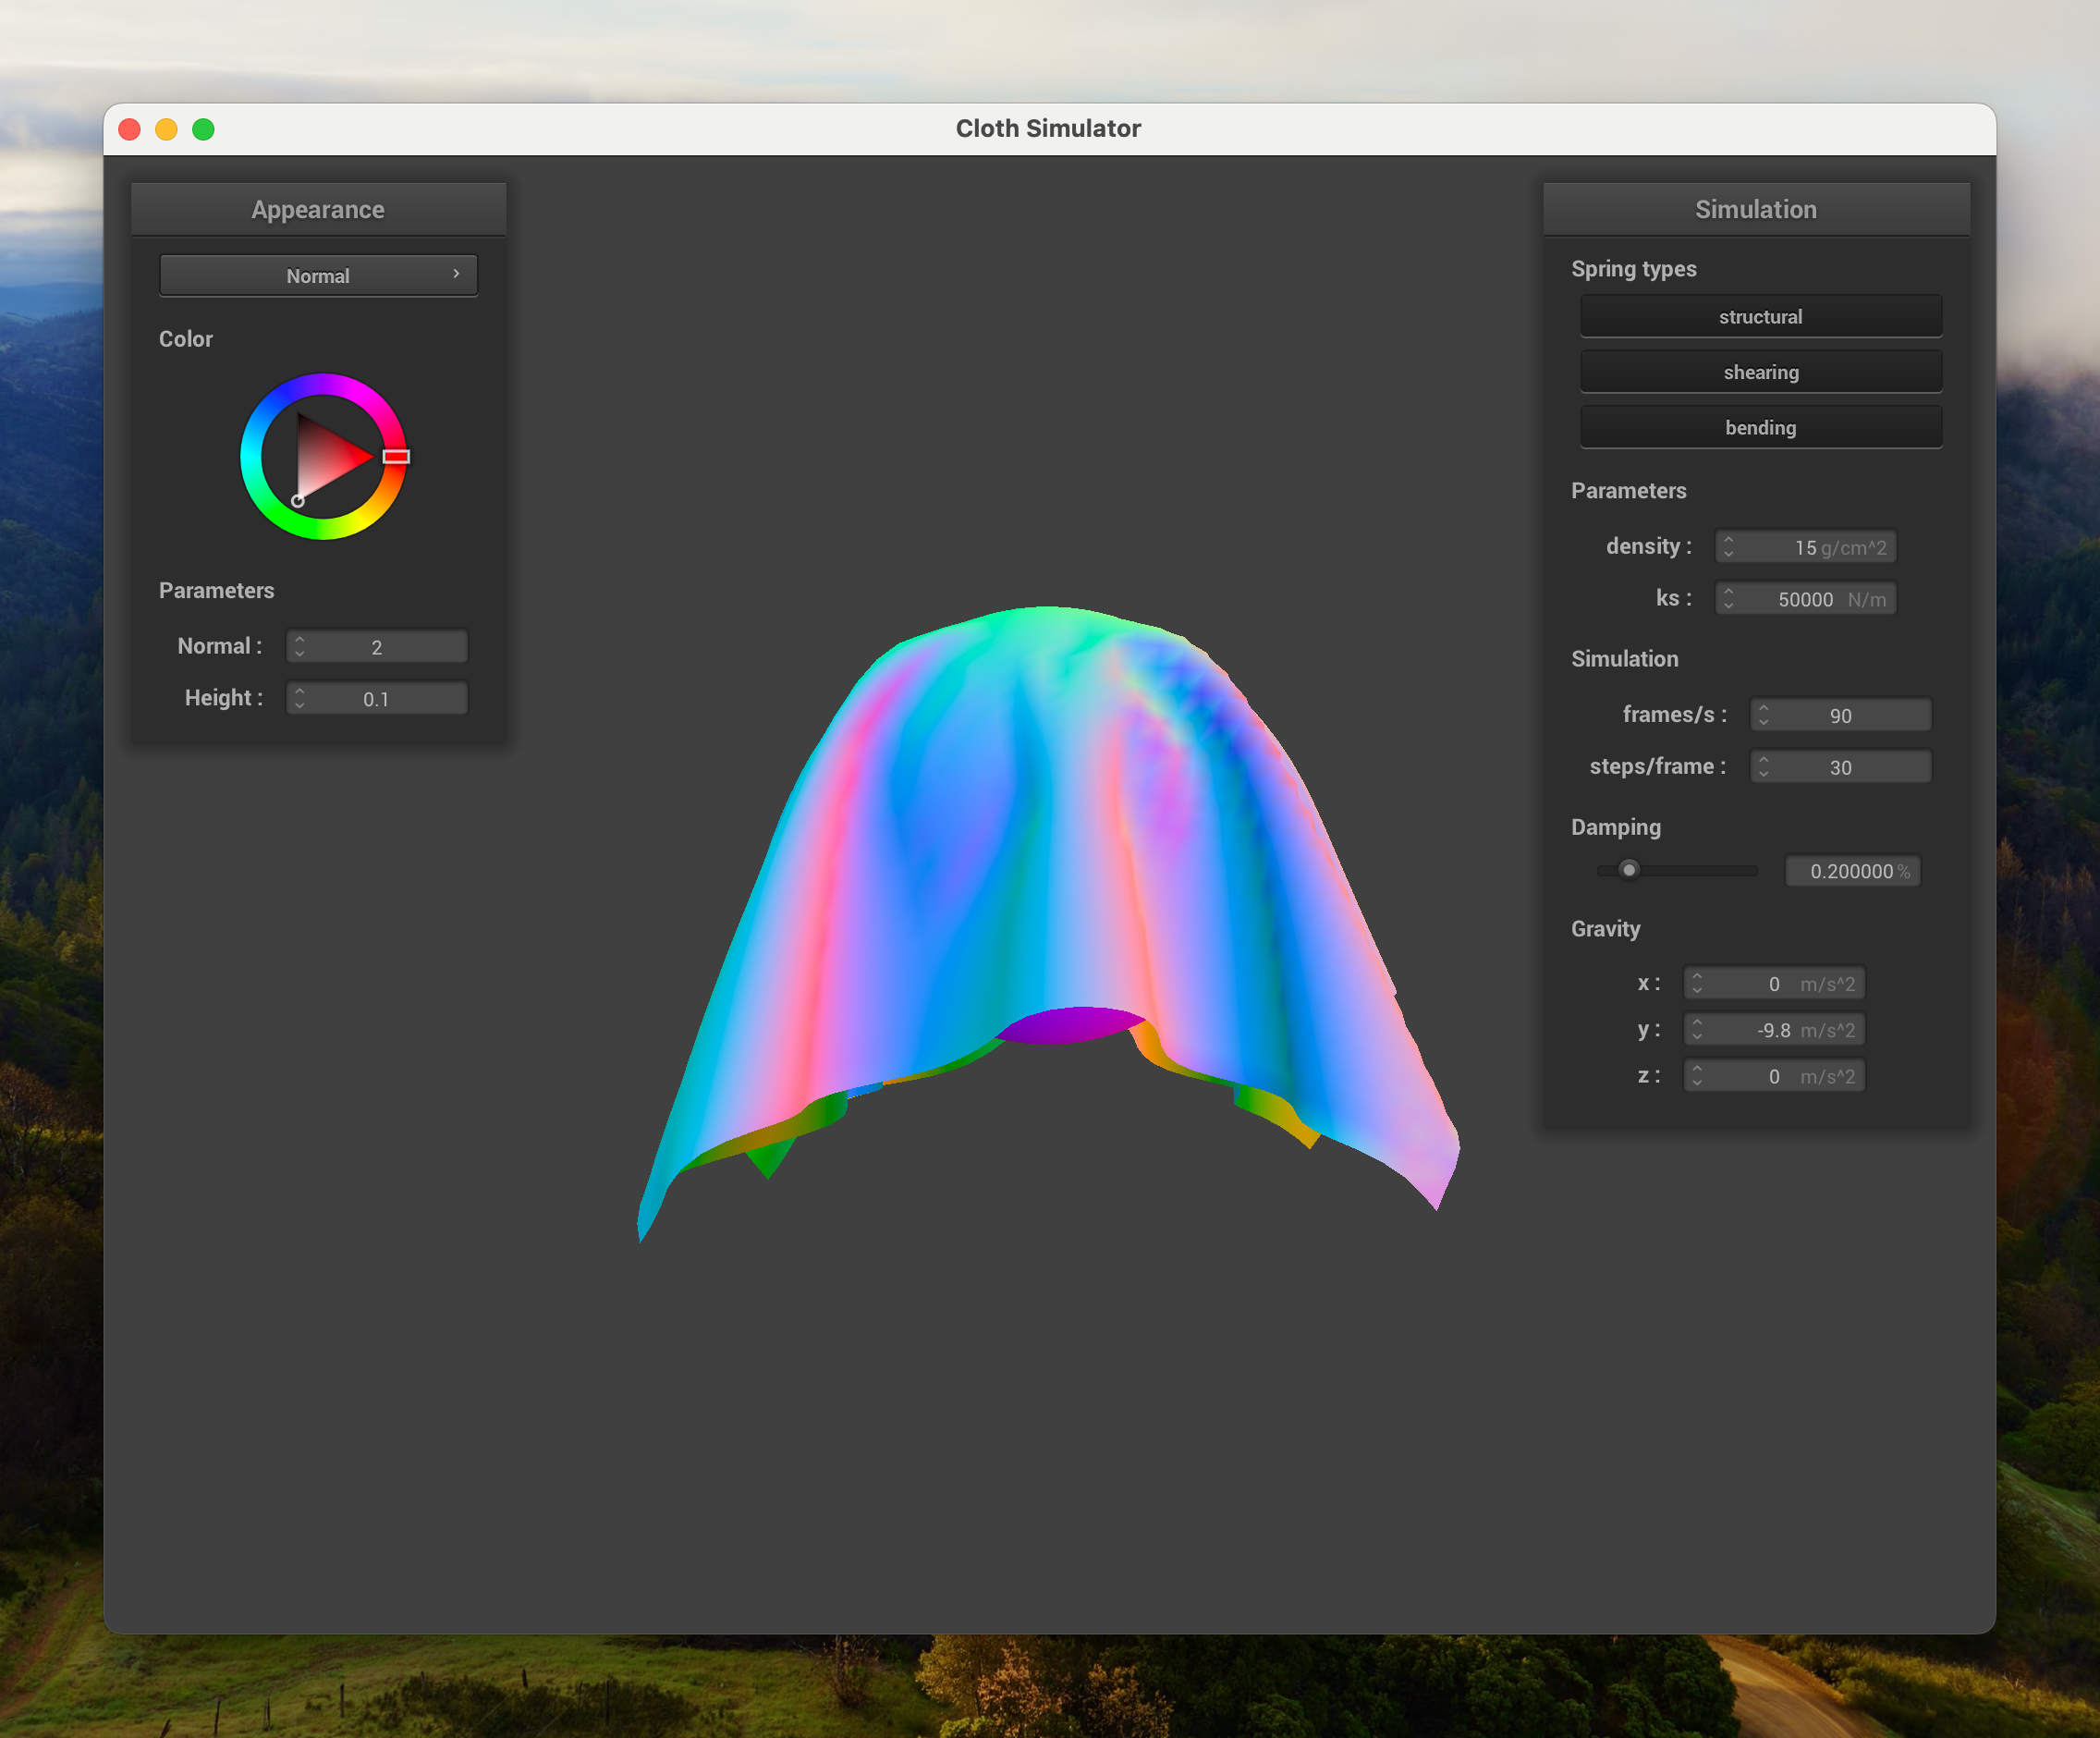 Cloth Simulator
Appearance
Normal
Color
Parameters
Normal : 2
Height : 0.1
Simulation
Spring types
structural
shearing
bending
Parameters
density : 15 g/cm^2
ks : 50000 N/m
Simulation
frames/s : 90
steps/frame : 30
Damping
0.200000 %
Gravity
x : 0 m/s^2
y : -9.8 m/s^2
z : 0 m/s^2